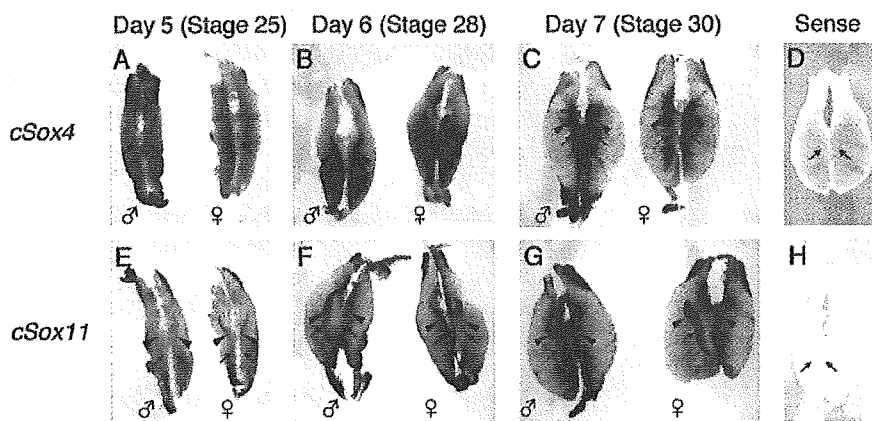 Day 5 (Stage 25) Day 6 (Stage 28) Day 7 (Stage 30) Sense
A B C D
cSox4
♂ ♀ ♂ ♀ ♂ ♀
E F G H
cSox11
♂ ♀ ♂ ♀ ♂ ♀